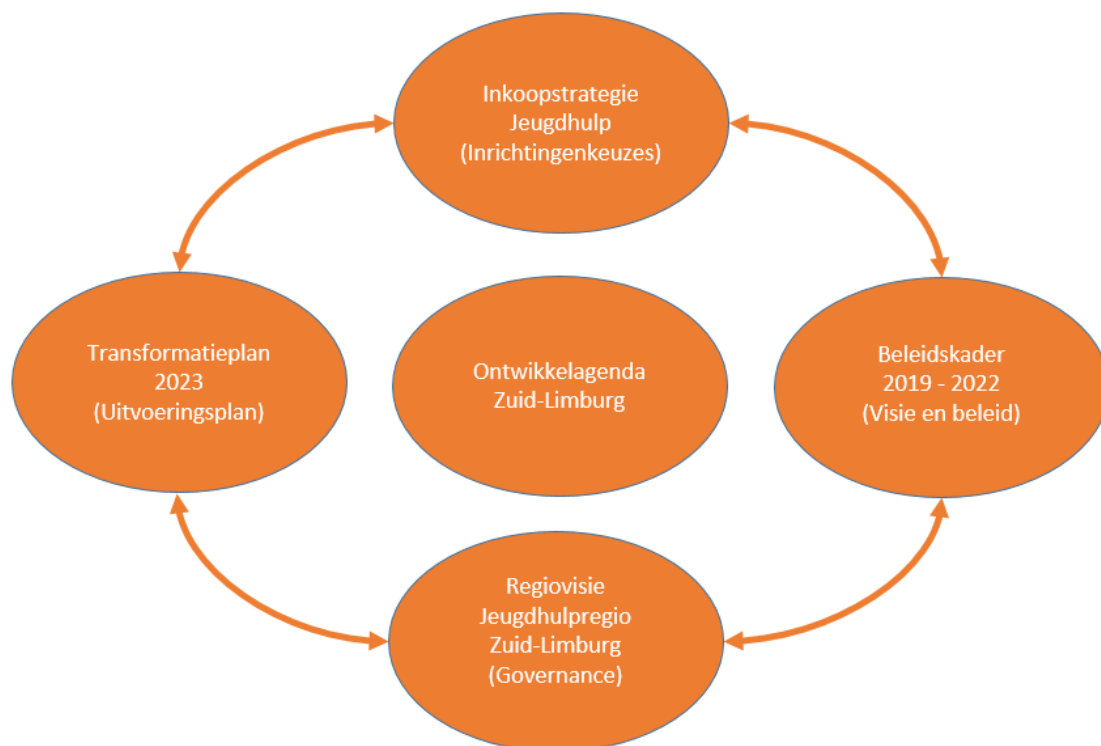 Inkoopstrategie
Jeugdhulp
(Inrichtingenkeuzes)
Transformatieplan
2023
(Uitvoeringsplan)
Ontwikkelagenda
Zuid-Limburg
Beleidskader
2019 - 2022
(Visie en beleid)
Regiovisie
Jeugdhulpregio
Zuid-Limburg
(Governance)